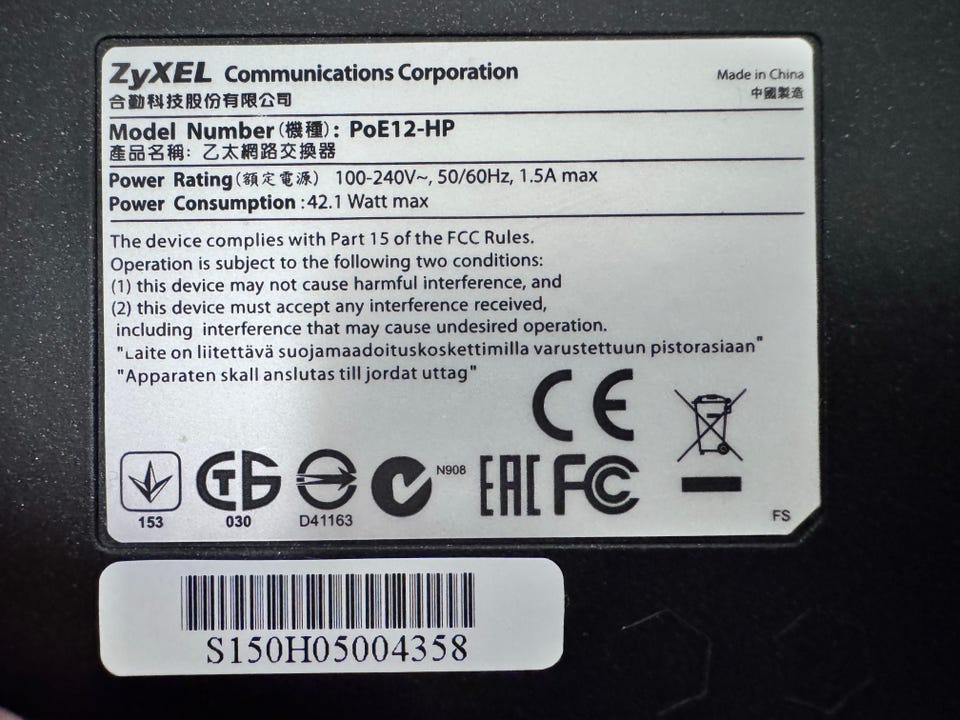 ZyXEL Communications Corporation
Made in China
合勤科技股份有限公司
中國製造
Model Number(機種): PoE12-HP
產品名稱: 乙太網路交換器
Power Rating(額定電源) 100-240V~, 50/60Hz, 1.5A max
Power Consumption :42.1 Watt max
The device complies with Part 15 of the FCC Rules.
Operation is subject to the following two conditions:
(1) this device may not cause harmful interference, and
(2) this device must accept any interference received,
including interference that may cause undesired operation.
"Laite on liitettävä suojamaadoituskoskettimilla varustettuun pistorasiaan"
"Apparaten skall anslutas till jordat uttag"
CE
N908
EAC FC
153
030
D41163
FS
S150H05004358